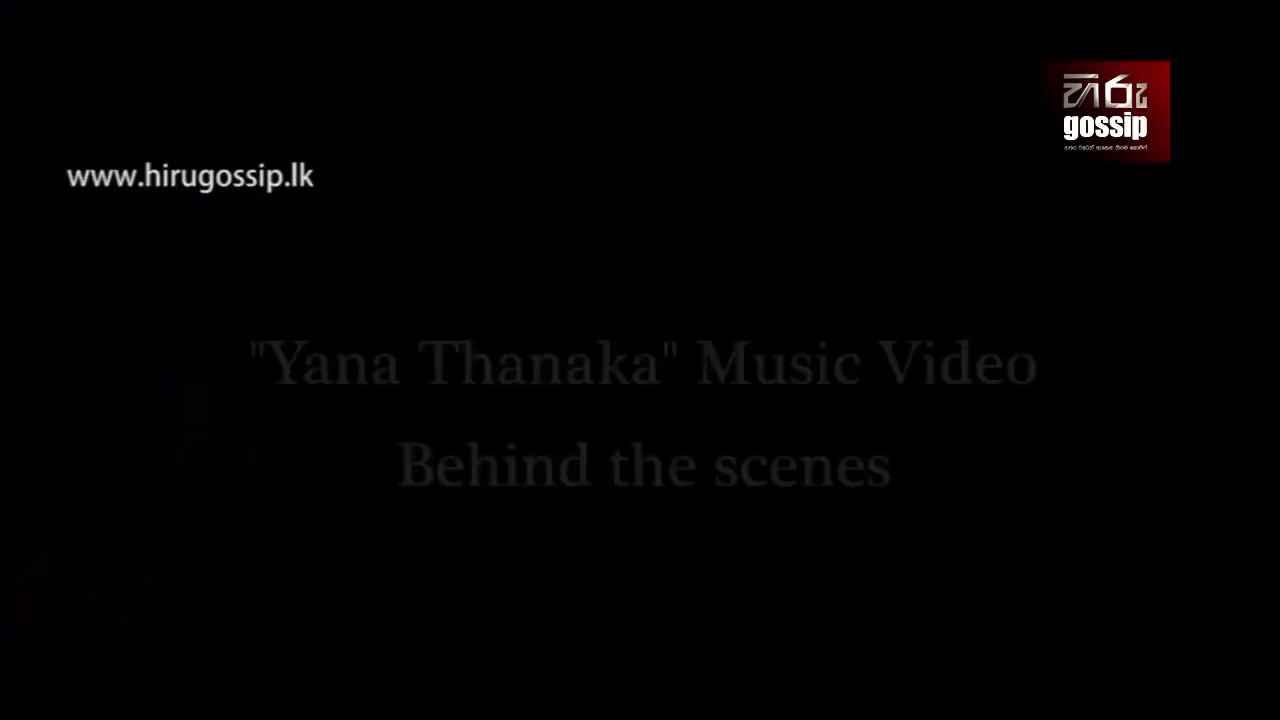 හිරු
gossip
www.hirugossip.lk
"Yana Thanaka" Music Video
Behind the scenes